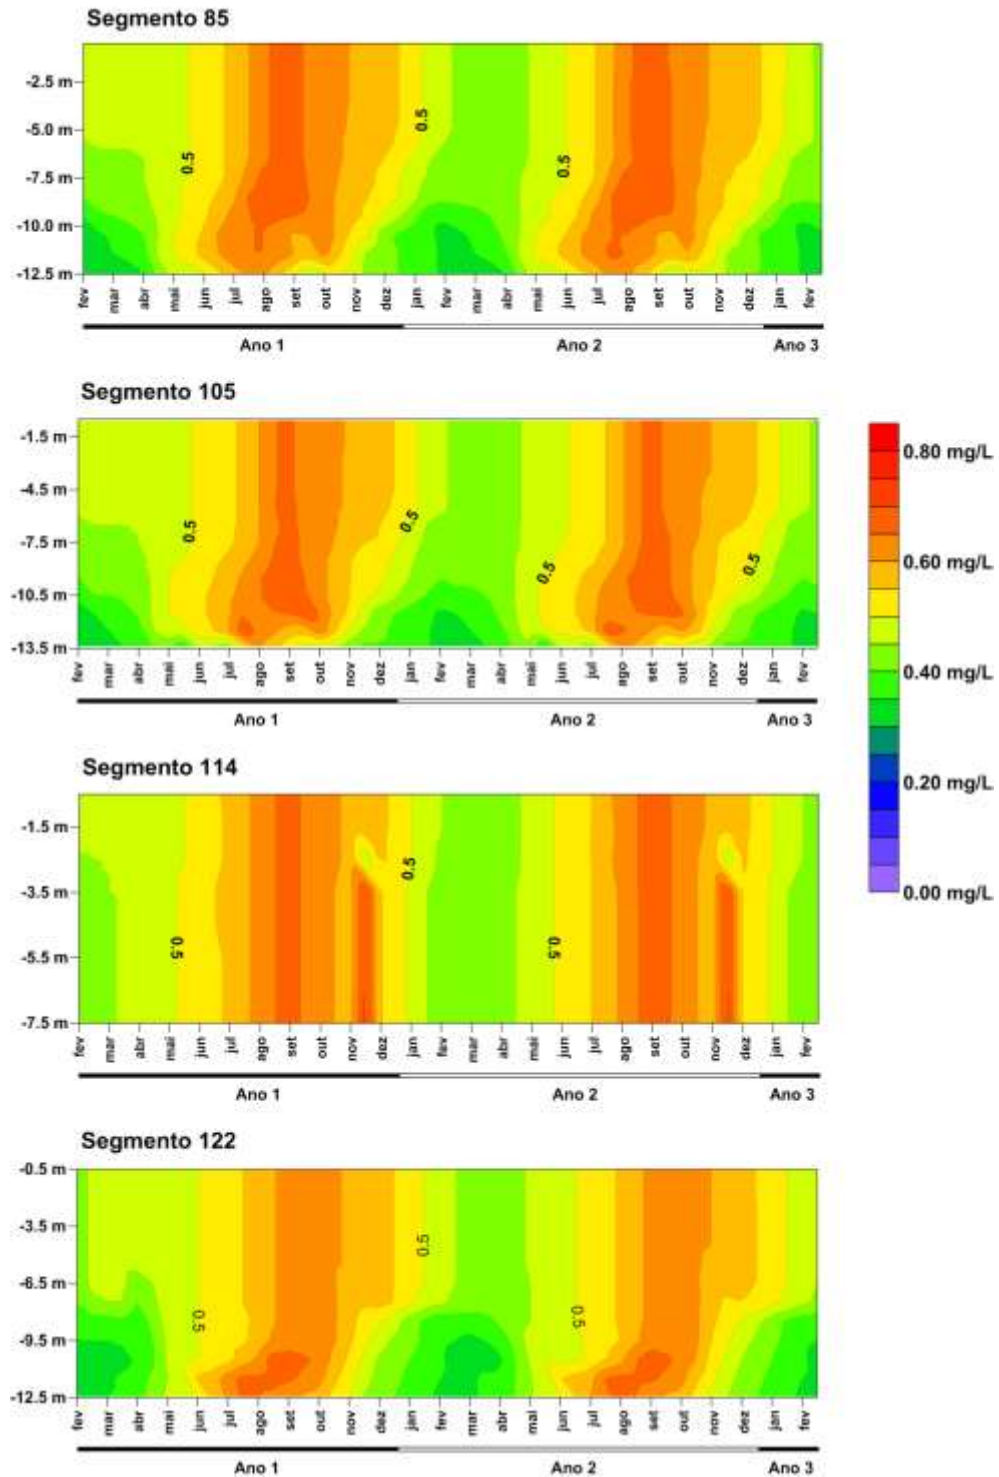 Segmento 85
-2.5 m
-5.0 m
-7.5 m
-10.0 m
-12.5 m
0.5 0.5 0.5
fev mar abr mai jun jul ago set out nov dez jan fev mar abr mai jun jul ago set out nov dez jan fev
Ano 1 Ano 2 Ano 3
Segmento 105
-1.5 m
-4.5 m
-7.5 m
-10.5 m
-13.5 m
0.5 0.5 0.5 0.5
fev mar abr mai jun jul ago set out nov dez jan fev mar abr mai jun jul ago set out nov dez jan fev
Ano 1 Ano 2 Ano 3
0.80 mg/L
0.60 mg/L
0.40 mg/L
0.20 mg/L
0.00 mg/L
Segmento 114
-1.5 m
-3.5 m
-5.5 m
-7.5 m
0.5 0.5 0.5
fev mar abr mai jun jul ago set out nov dez jan fev mar abr mai jun jul ago set out nov dez jan fev
Ano 1 Ano 2 Ano 3
Segmento 122
-0.5 m
-3.5 m
-6.5 m
-9.5 m
-12.5 m
0.5 0.5 0.5
fev mar abr mai jun jul ago set out nov dez jan fev mar abr mai jun jul ago set out nov dez jan fev
Ano 1 Ano 2 Ano 3